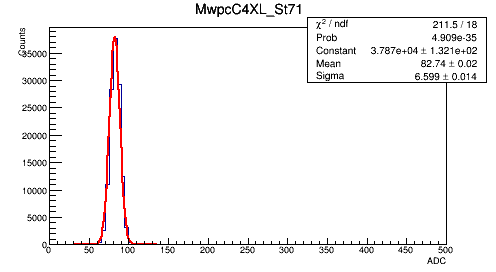 MwpcC4XL_St71
χ² / ndf 211.5 / 18
Prob 4.909e-35
Constant 3.787e+04 ± 1.321e+02
Mean 82.74 ± 0.02
Sigma 6.599 ± 0.014
Counts
35000
30000
25000
20000
15000
10000
5000
0
0 50 100 150 200 250 300 350 400 450 500
ADC